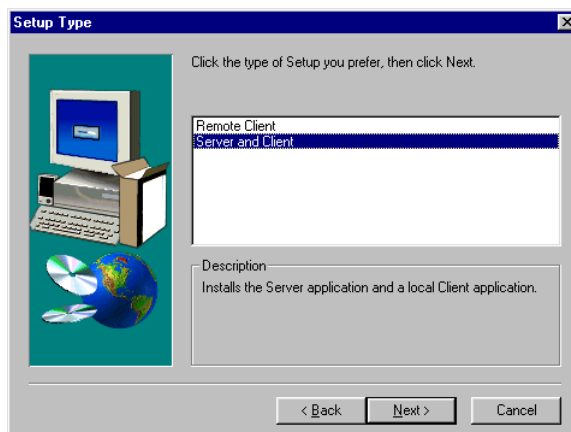 Setup Type
Click the type of Setup you prefer, then click Next.
Remote Client
Server and Client
Description
Installs the Server application and a local Client application.
< Back
Next >
Cancel